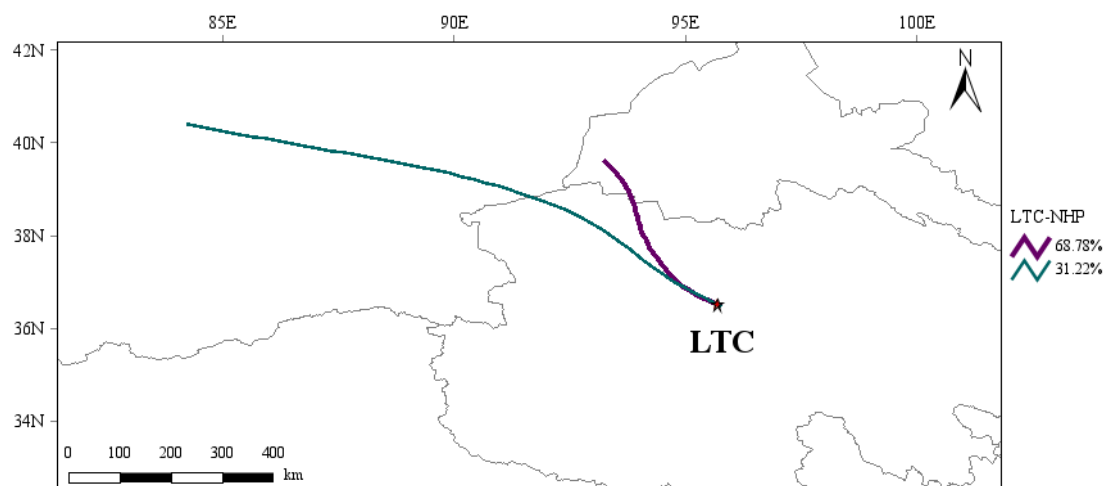 85E 90E 95E 100E
42N
N
40N
38N
LTC-NHP
68.78%
31.22%
36N
LTC
34N
0 100 200 300 400
km